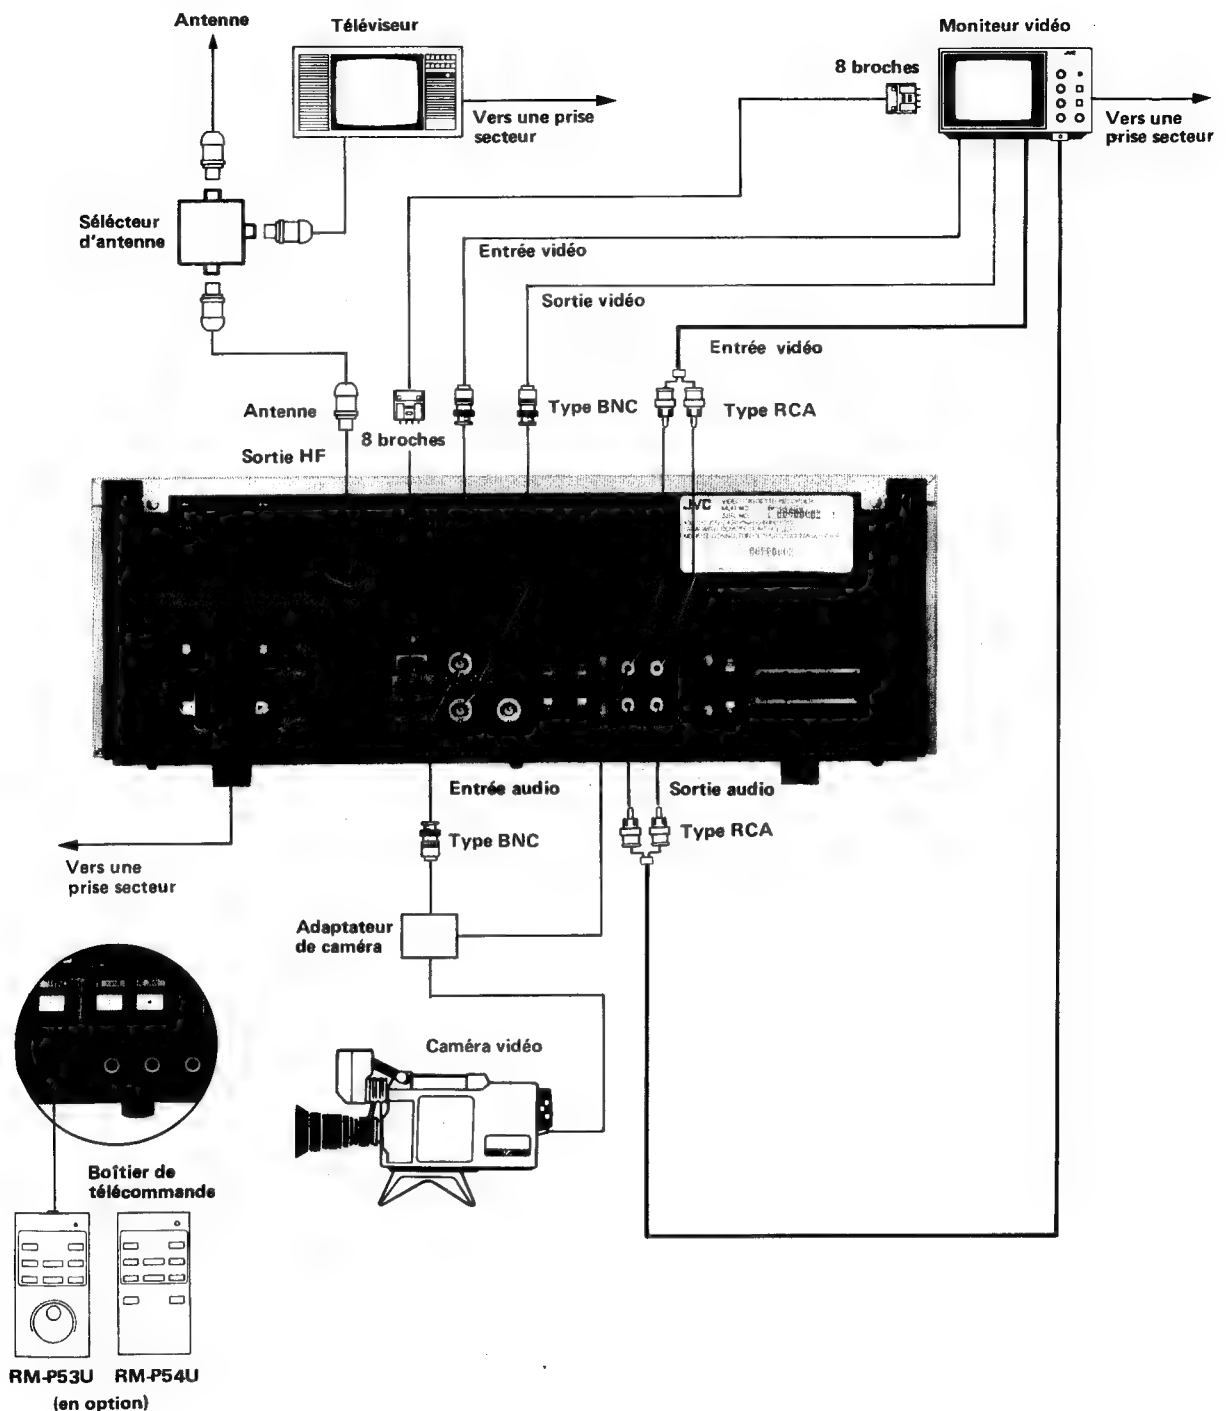 Antenne
Téléviseur
Moniteur vidéo
8 broches
JVC
Vers une prise
secteur
Vers une
prise secteur
Sélécteur
d'antenne
Entrée vidéo
Sortie vidéo
Entrée vidéo
Antenne
Type BNC
Type RCA
8 broches
Sortie HF
JVC
Entrée audio
Sortie audio
Type BNC
Type RCA
Vers une
prise secteur
Adaptateur
de caméra
Caméra vidéo
Boîtier de
télécommande
RM-P53U
RM-P54U
(en option)